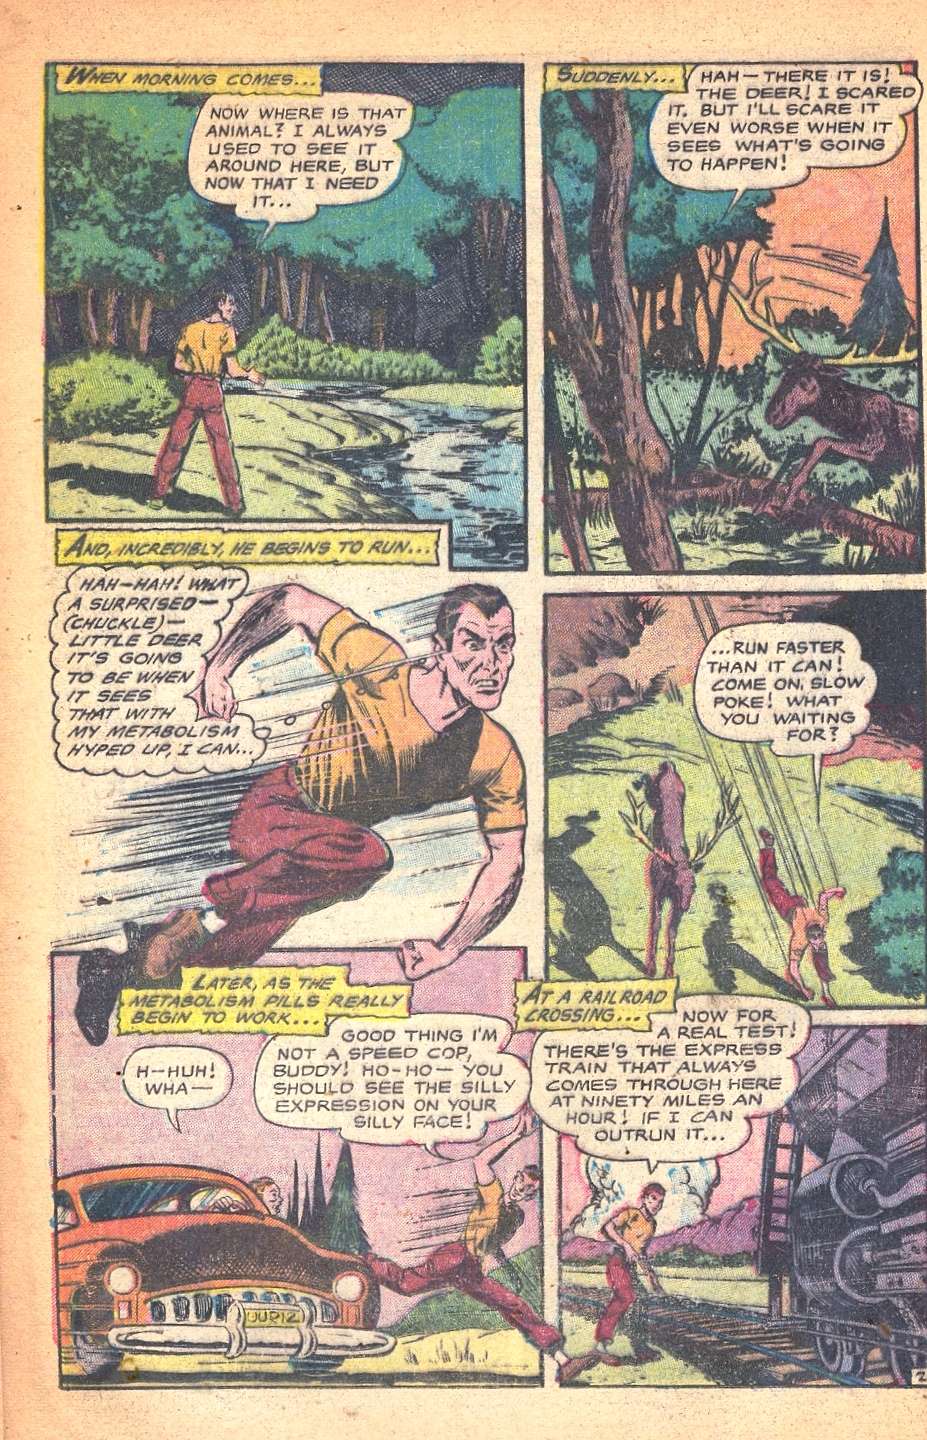 WHEN MORNING COMES...
NOW WHERE IS THAT
ANIMAL? I ALWAYS
USED TO SEE IT
AROUND HERE, BUT
NOW THAT I NEED
IT...
SUDDENLY...
HAH-THERE IT IS!
THE DEER! I SCARED
IT. BUT I'LL SCARE IT
EVEN WORSE WHEN IT
SEES WHAT'S GOING
TO HAPPEN!
AND, INCREDIBLY, HE BEGINS TO RUN...
HAH-HAH! WHAT
A SURPRISED-
(CHUCKLE)-
LITTLE DEER
IT'S GOING
TO BE WHEN
IT SEES
THAT WITH
MY METABOLISM
HYPED UP, I CAN...
...RUN FASTER
THAN IT CAN!
COME ON, SLOW
POKE! WHAT
YOU WAITING
FOR?
LATER, AS THE
METABOLISM PILLS REALLY
BEGIN TO WORK...
H-HUH!
WHA-
GOOD THING I'M
NOT A SPEED COP,
BUDDY! HO-HO- YOU
SHOULD SEE THE SILLY
EXPRESSION ON YOUR
SILLY FACE!
AT A RAILROAD
CROSSING...
NOW FOR
A REAL TEST!
THERE'S THE EXPRESS
TRAIN THAT ALWAYS
COMES THROUGH HERE
AT NINETY MILES AN
HOUR! IF I CAN
OUTRUN IT...
2